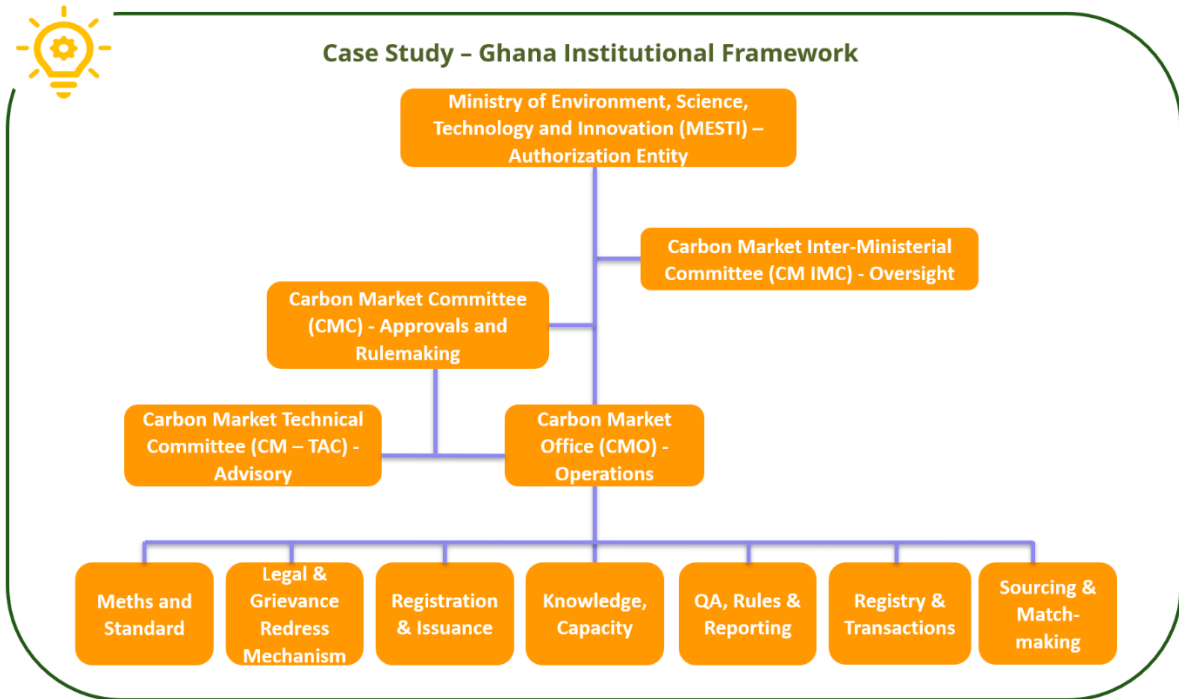 Case Study – Ghana Institutional Framework
Ministry of Environment, Science,
Technology and Innovation (MESTI) –
Authorization Entity
Carbon Market Inter-Ministerial
Committee (CM IMC) - Oversight
Carbon Market Committee
(CMC) - Approvals and
Rulemaking
Carbon Market Technical
Committee (CM – TAC) -
Advisory
Carbon Market
Office (CMO) -
Operations
Meths and
Standard
Legal &
Grievance
Redress
Mechanism
Registration
& Issuance
Knowledge,
Capacity
QA, Rules &
Reporting
Registry &
Transactions
Sourcing &
Match-
making